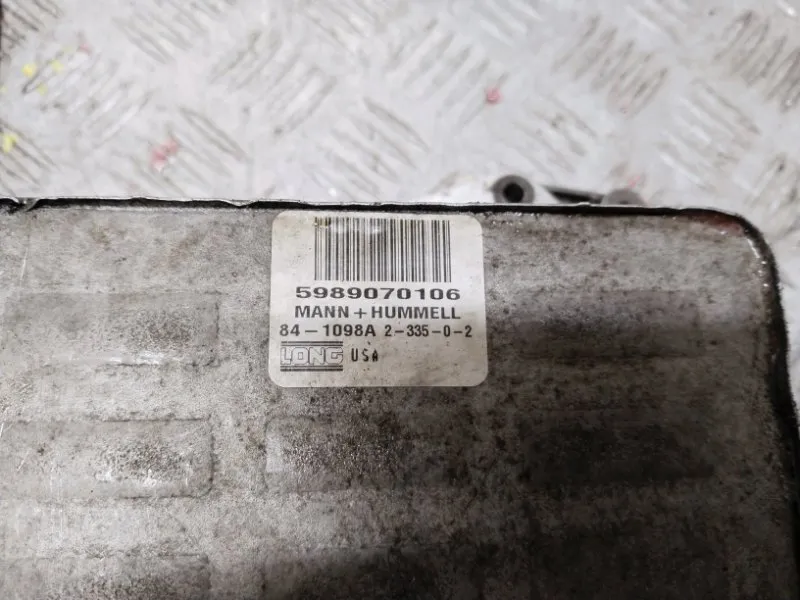 5989070106
MANN + HUMMELL
84-1098A 2-335-0-2
LONG USA